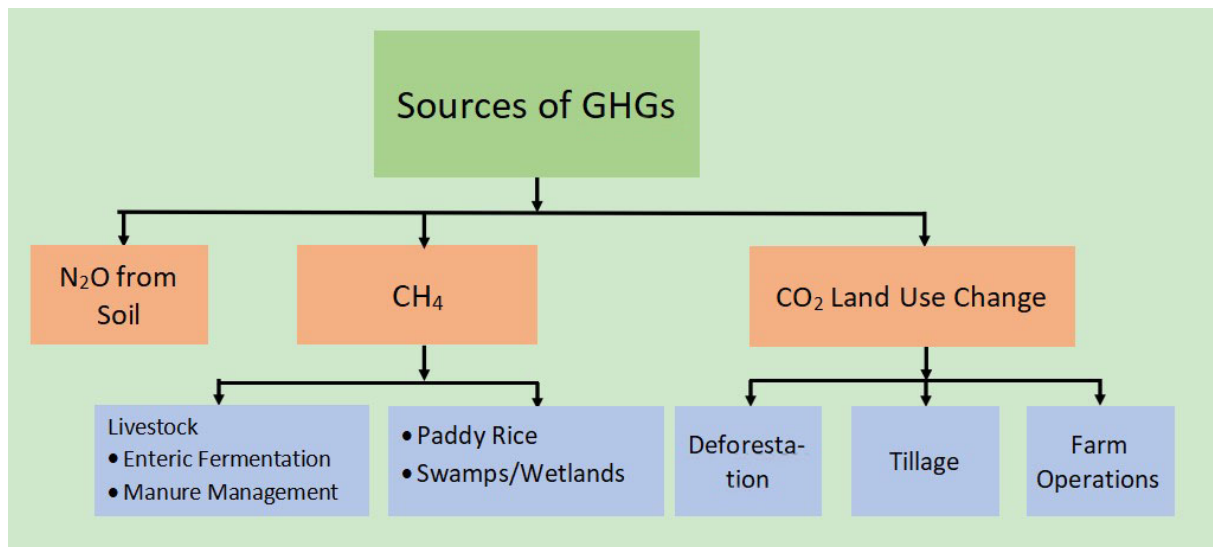 Sources of GHGs
N₂O from
Soil
CH₄
CO₂ Land Use Change
Livestock
• Enteric Fermentation
• Manure Management
• Paddy Rice
• Swamps/Wetlands
Deforesta-
tion
Tillage
Farm
Operations